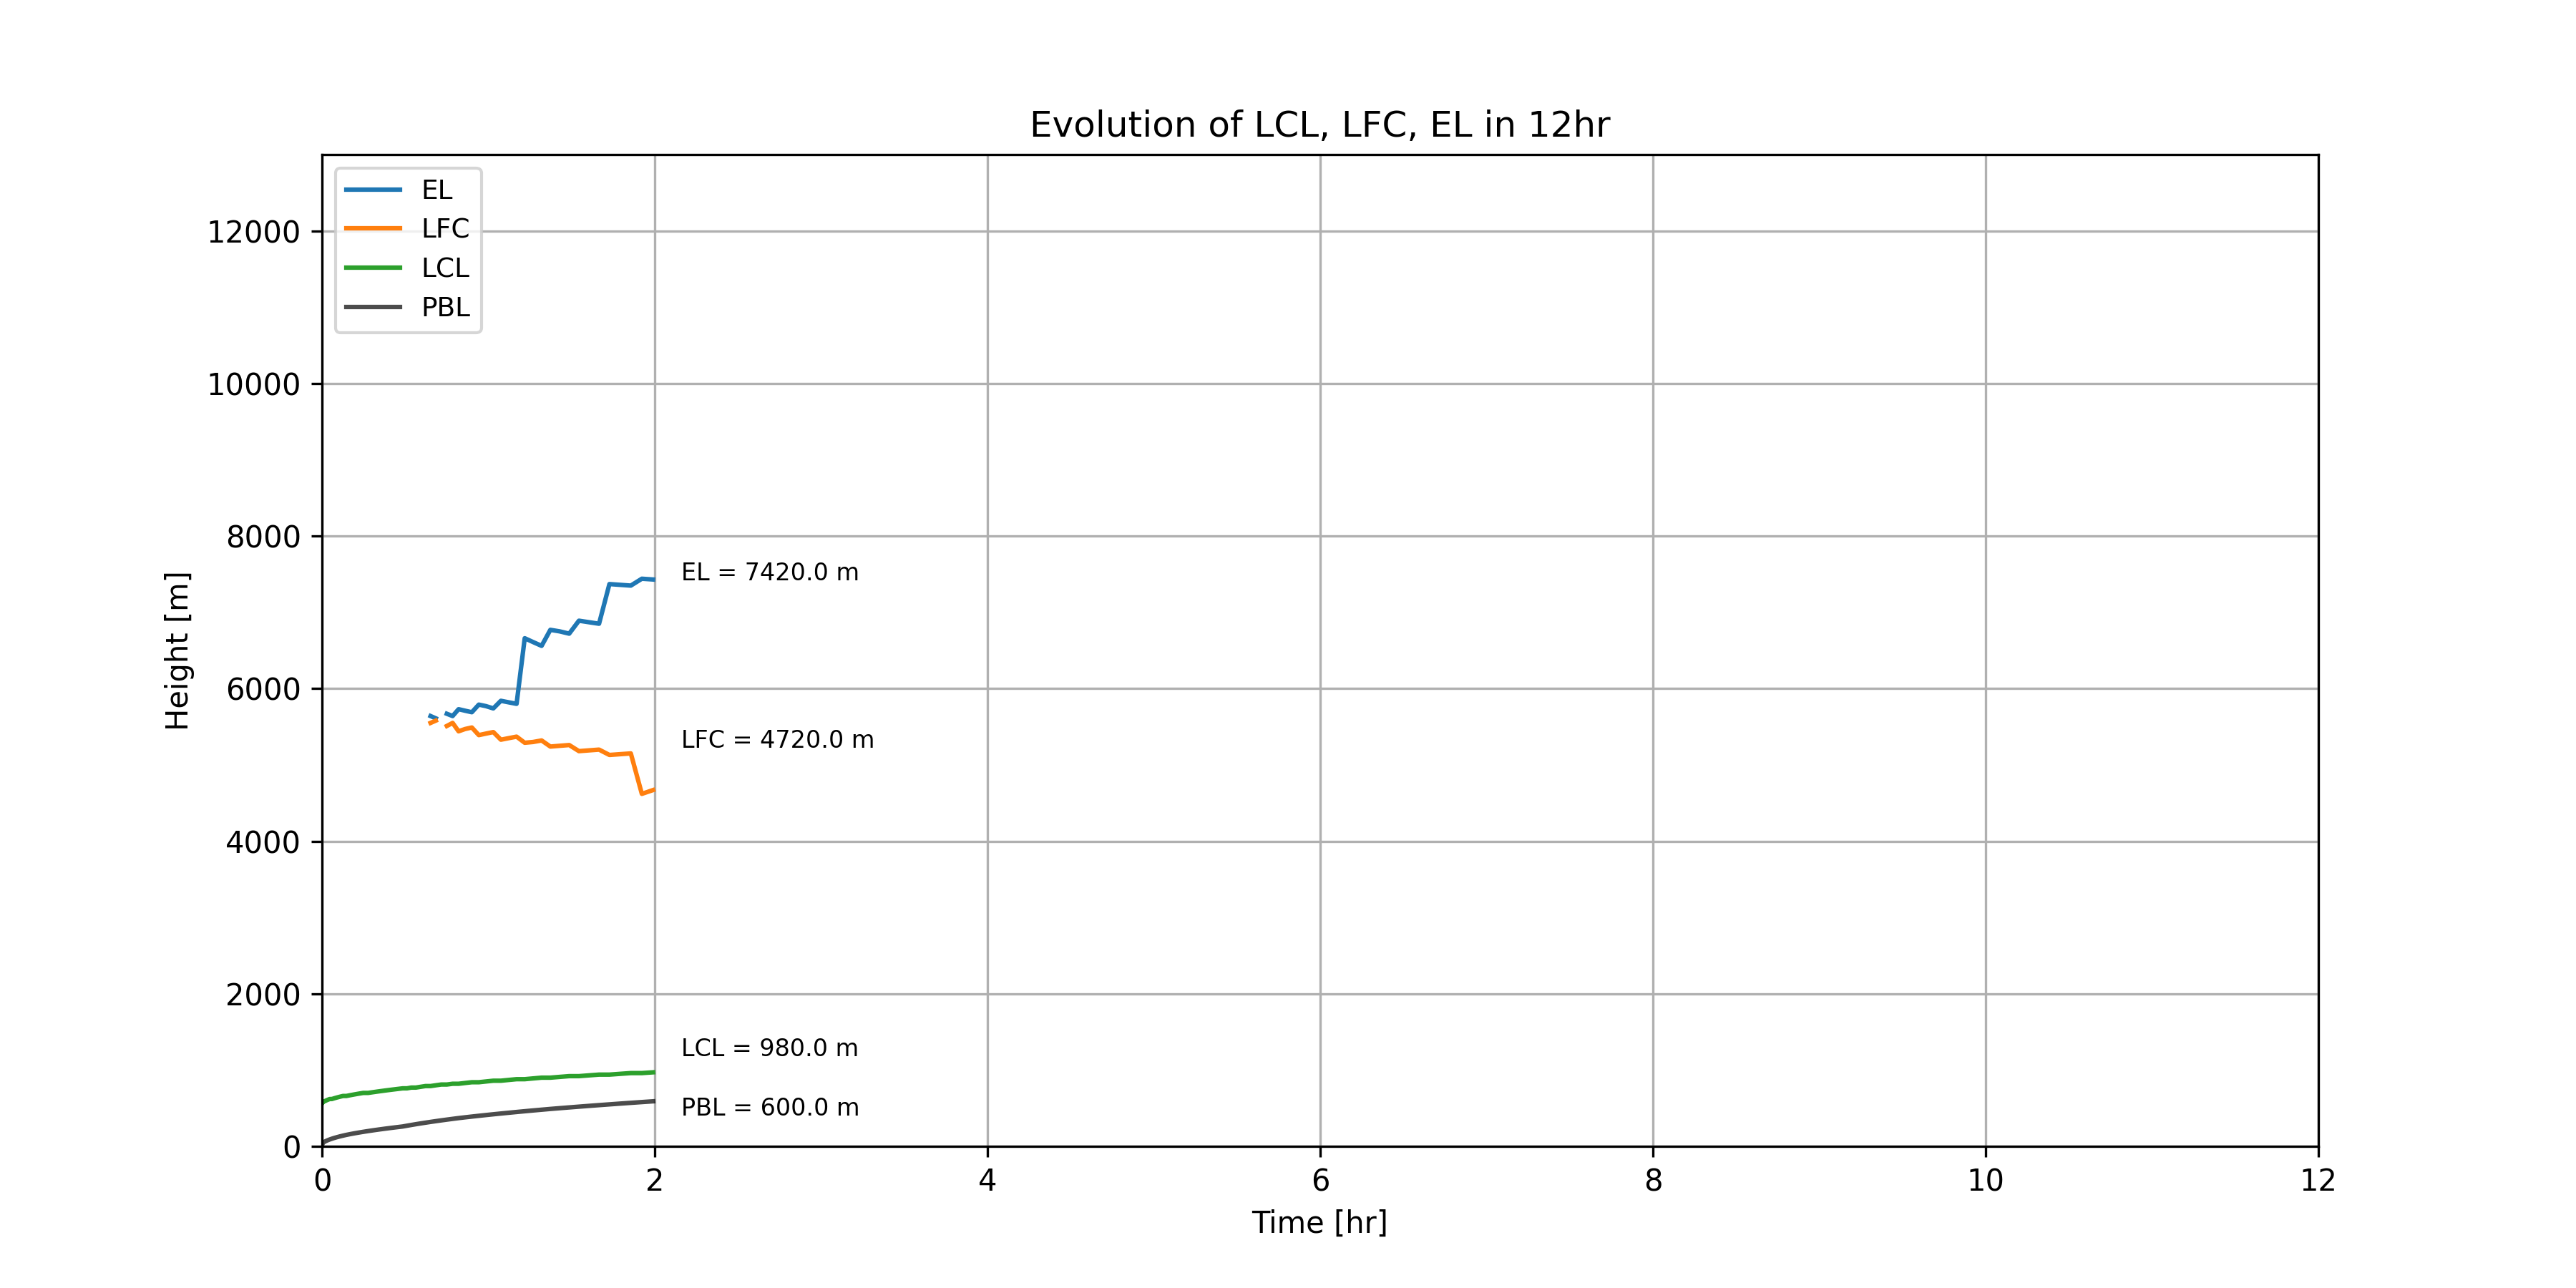 Evolution of LCL, LFC, EL in 12hr
EL
LFC
LCL
PBL
12000
10000
8000
6000
4000
2000
0
Height [m]
EL = 7420.0 m
LFC = 4720.0 m
LCL = 980.0 m
PBL = 600.0 m
0 2 4 6 8 10 12
Time [hr]